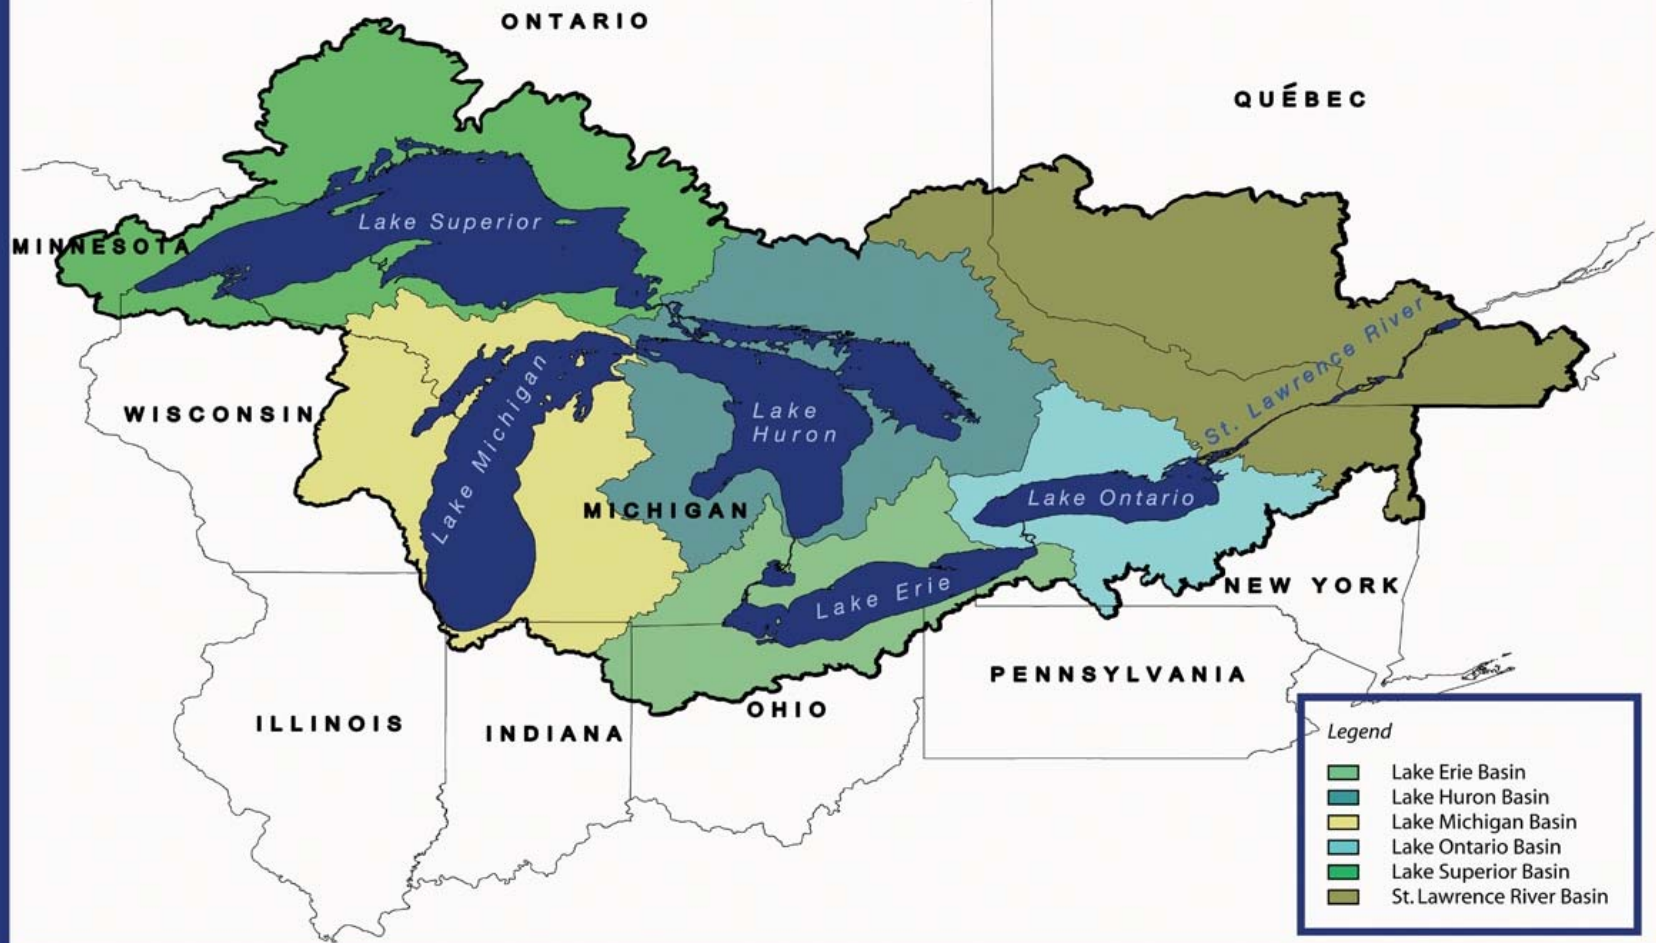 ONTARIO
QUÉBEC
Lake Superior
MINNESOTA
St. Lawrence River
Lake Michigan
WISCONSIN
Lake
Huron
Lake Ontario
MICHIGAN
Lake Erie
NEW YORK
PENNSYLVANIA
OHIO
ILLINOIS
INDIANA
Legend
Lake Erie Basin
Lake Huron Basin
Lake Michigan Basin
Lake Ontario Basin
Lake Superior Basin
St. Lawrence River Basin